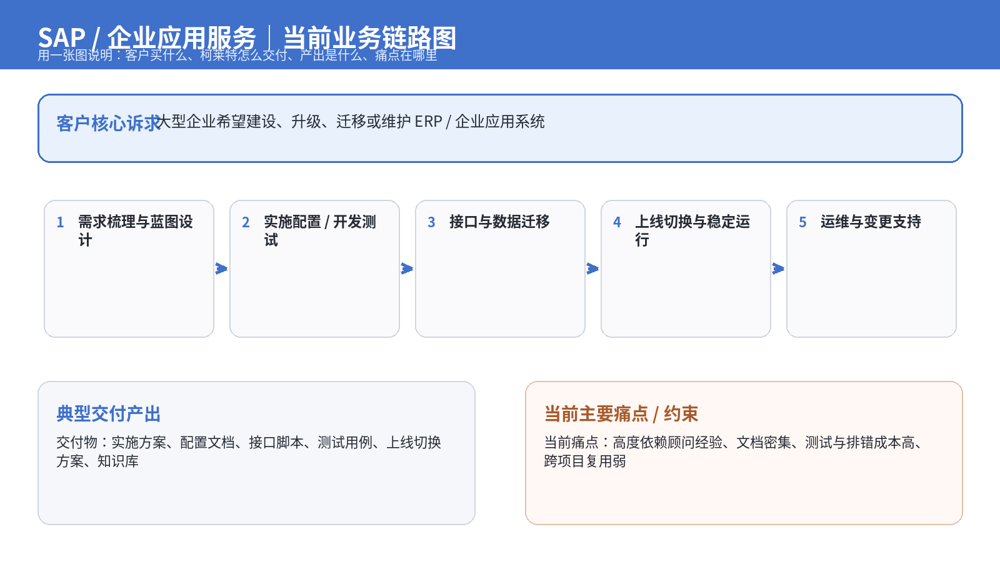 SAP / 企业应用服务｜当前业务链路图
用一张图说明：客户买什么、柯莱特怎么交付、产出是什么、痛点在哪里
客户核心诉求
大型企业希望建设、升级、迁移或维护 ERP / 企业应用系统
1 需求梳理与蓝图设
计
2 实施配置 / 开发测
试
3 接口与数据迁移
4 上线切换与稳定运
行
5 运维与变更支持
典型交付产出
交付物：实施方案、配置文档、接口脚本、测试用例、上线切换
方案、知识库
当前主要痛点 / 约束
当前痛点：高度依赖顾问经验、文档密集、测试与排错成本高、
跨项目复用弱